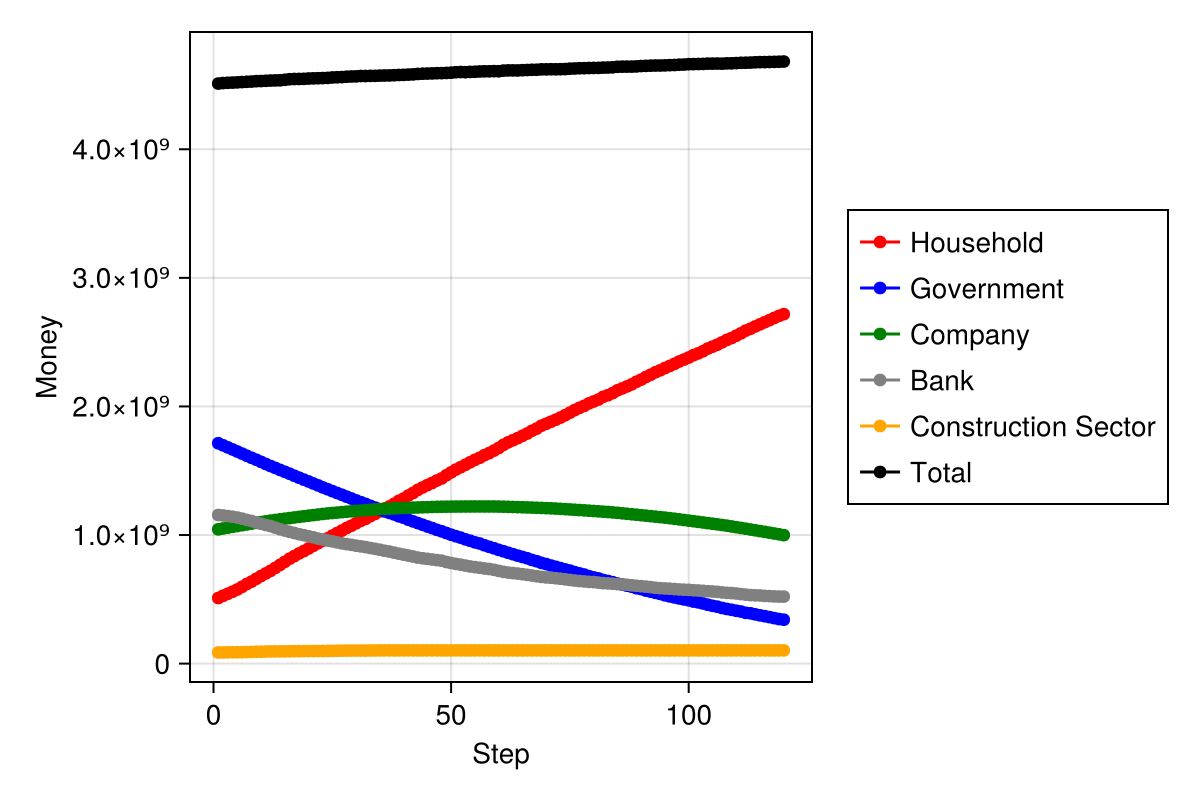 4.0×10⁹
3.0×10⁹
2.0×10⁹
1.0×10⁹
0
Money
0 50 100
Step
Household
Government
Company
Bank
Construction Sector
Total